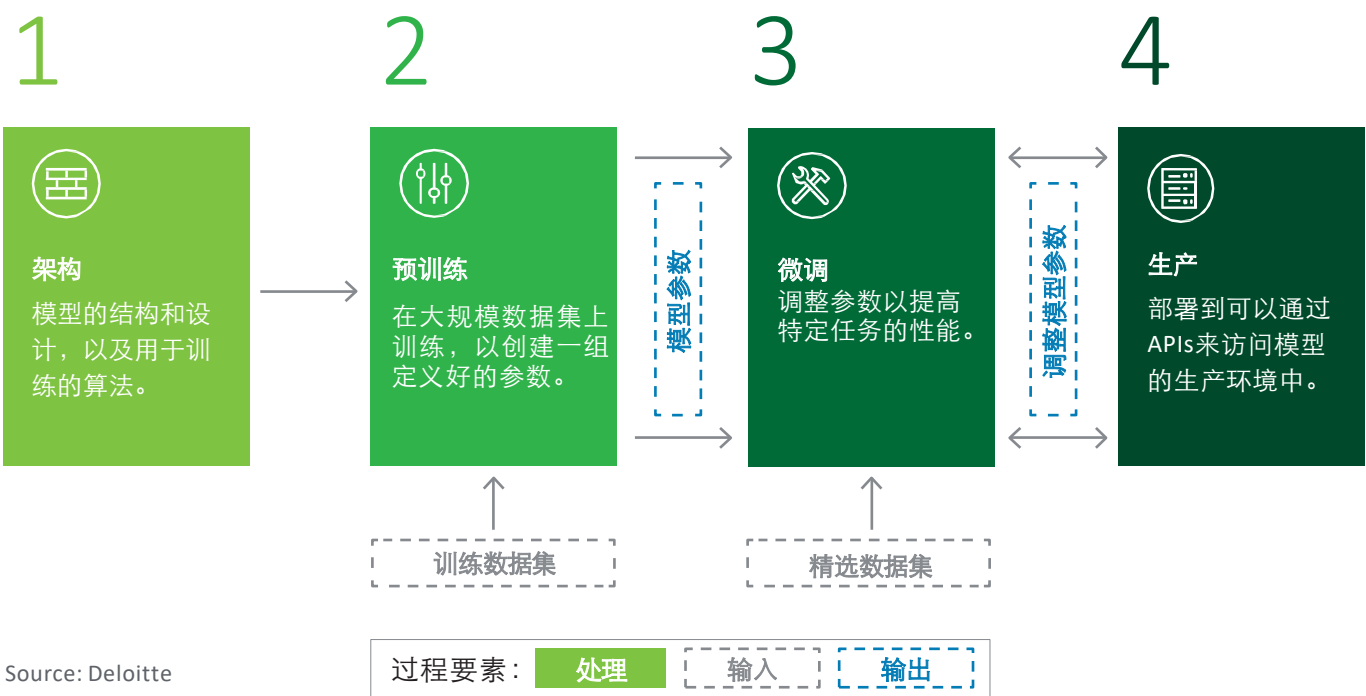 1
2
3
4
架构
模型的结构和设
计，以及用于训
练的算法。
预训练
在大规模数据集上
训练，以创建一组
定义好的参数。
模型参数
微调
调整参数以提高
特定任务的性能。
调整模型参数
生产
部署到可以通过
APIs来访问模型
的生产环境中。
训练数据集
精选数据集
Source: Deloitte
过程要素： 处理 输入 输出